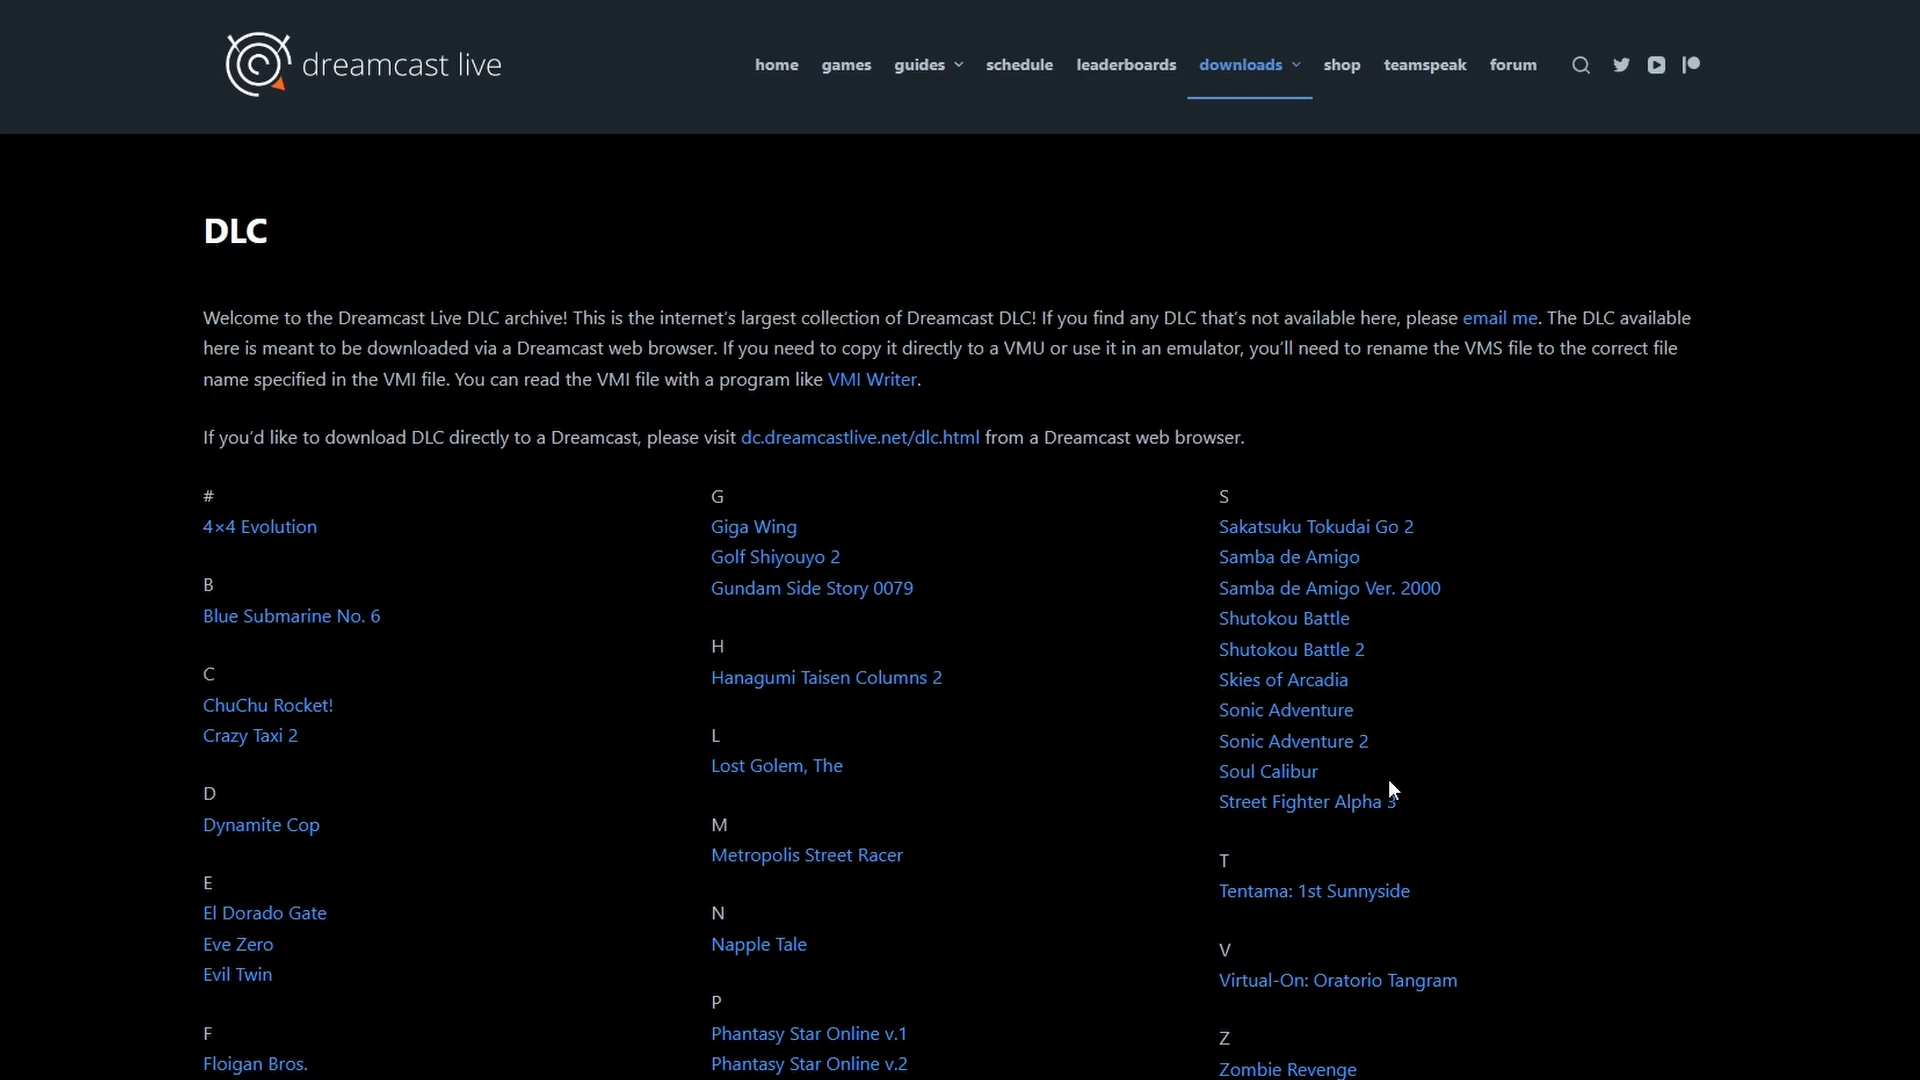 dreamcast live
home games guides schedule leaderboards downloads shop teamspeak forum
DLC
Welcome to the Dreamcast Live DLC archive! This is the internet's largest collection of Dreamcast DLC! If you find any DLC that's not available here, please email me. The DLC available
here is meant to be downloaded via a Dreamcast web browser. If you need to copy it directly to a VMU or use it in an emulator, you'll need to rename the VMS file to the correct file
name specified in the VMI file. You can read the VMI file with a program like VMI Writer.
If you'd like to download DLC directly to a Dreamcast, please visit dc.dreamcastlive.net/dlc.html from a Dreamcast web browser.
#
4×4 Evolution
B
Blue Submarine No. 6
C
ChuChu Rocket!
Crazy Taxi 2
D
Dynamite Cop
E
El Dorado Gate
Eve Zero
Evil Twin
F
Floigan Bros.
G
Giga Wing
Golf Shiyouyo 2
Gundam Side Story 0079
H
Hanagumi Taisen Columns 2
L
Lost Golem, The
M
Metropolis Street Racer
N
Napple Tale
P
Phantasy Star Online v.1
Phantasy Star Online v.2
S
Sakatsuku Tokudai Go 2
Samba de Amigo
Samba de Amigo Ver. 2000
Shutokou Battle
Shutokou Battle 2
Skies of Arcadia
Sonic Adventure
Sonic Adventure 2
Soul Calibur
Street Fighter Alpha 3
T
Tentama: 1st Sunnyside
V
Virtual-On: Oratorio Tangram
Z
Zombie Revenge